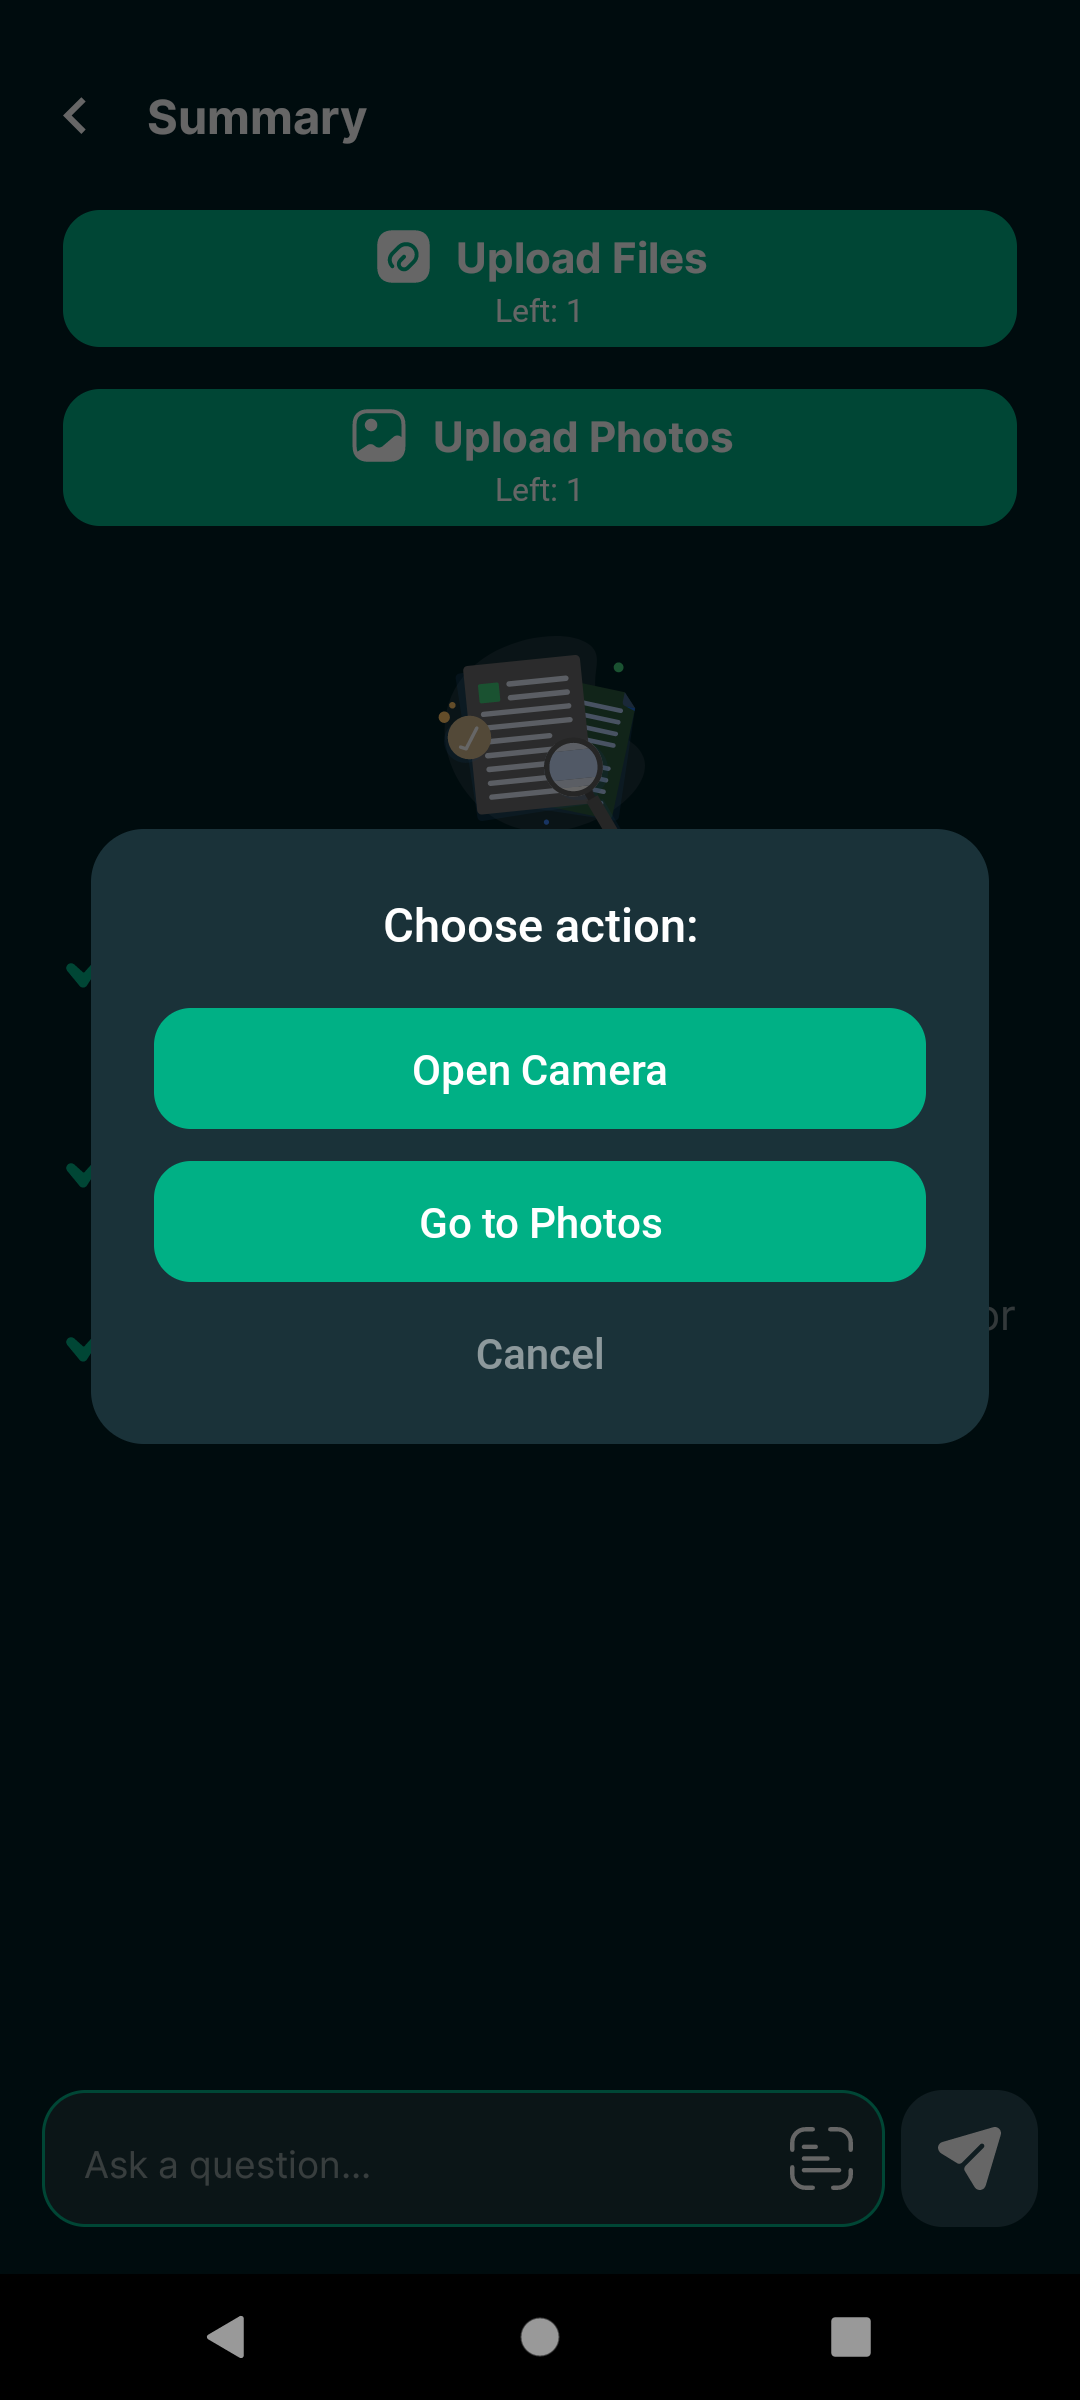 Summary
Upload Files
Left: 1
Upload Photos
Left: 1
Choose action:
Open Camera
Go to Photos
or
Cancel
Ask a question...